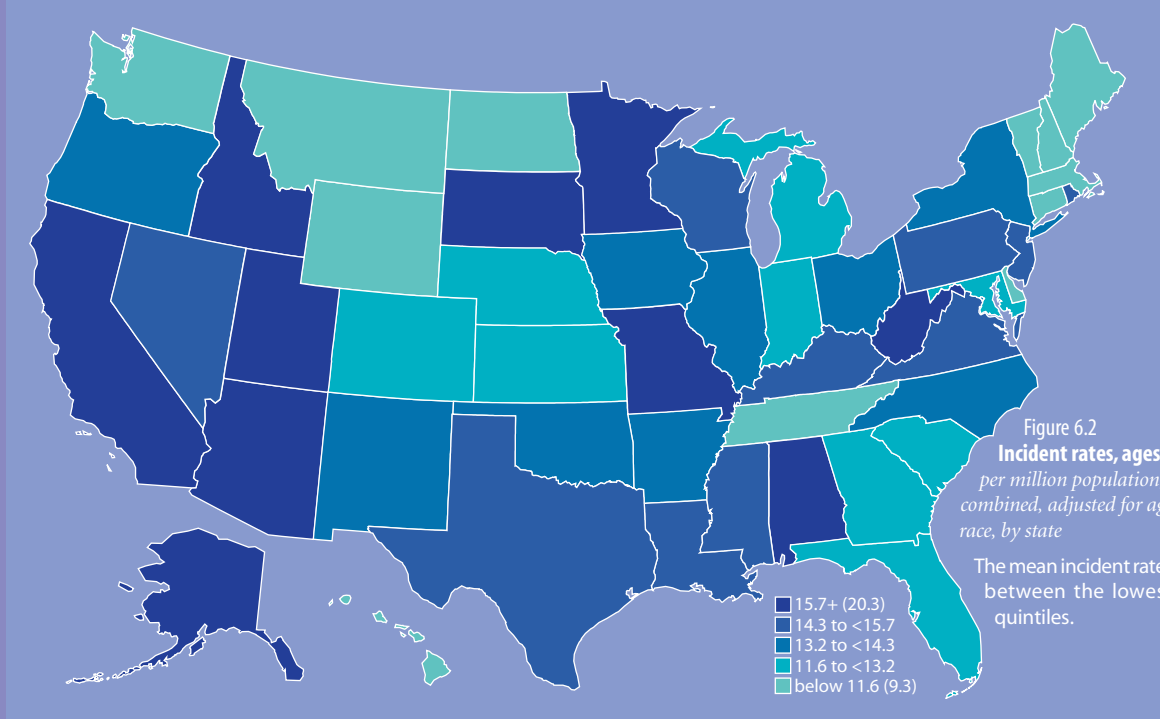 Figure 6.2
Incident rates, ages
per million population
combined, adjusted for ag
race, by state
The mean incident rate
between the lowes
quintiles.
15.7+ (20.3)
14.3 to <15.7
13.2 to <14.3
11.6 to <13.2
below 11.6 (9.3)